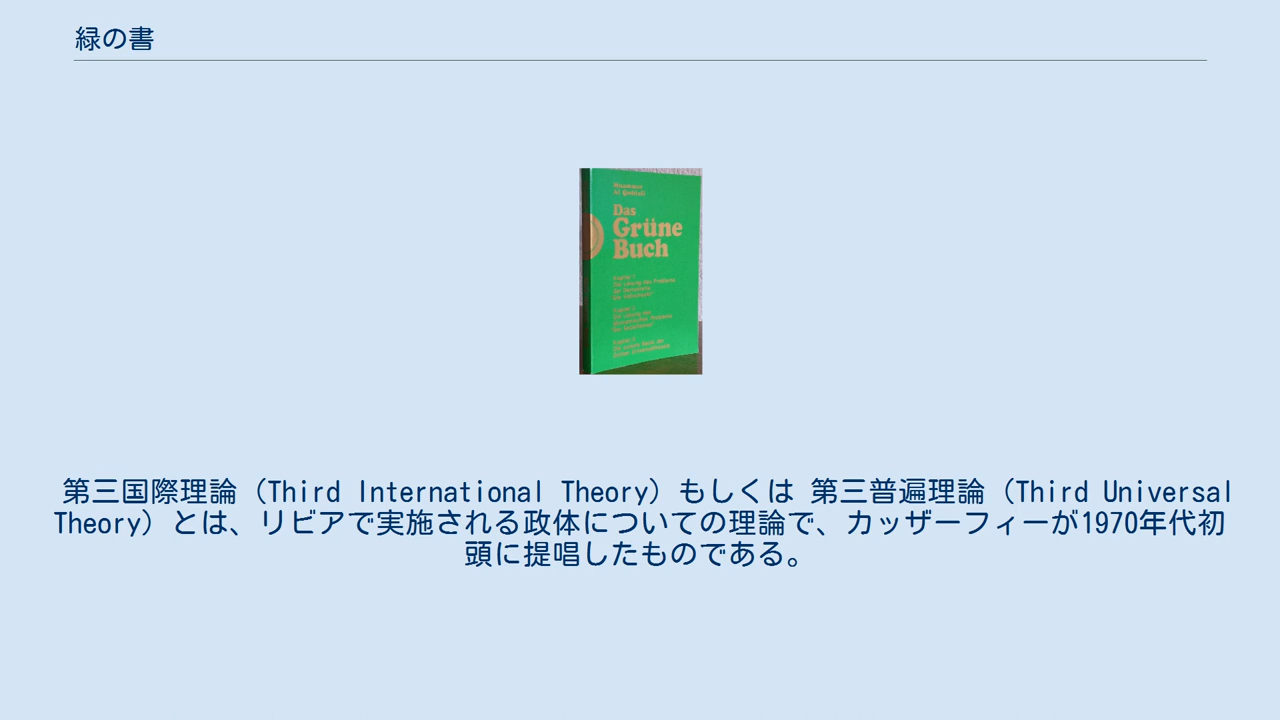 緑の書
Muammar
Al Qaddafi
Das
Grüne
Buch
第三国際理論（Third International Theory）もしくは 第三普遍理論（Third Universal
Theory）とは、リビアで実施される政体についての理論で、カッザーフィーが1970年代初
頭に提唱したものである。